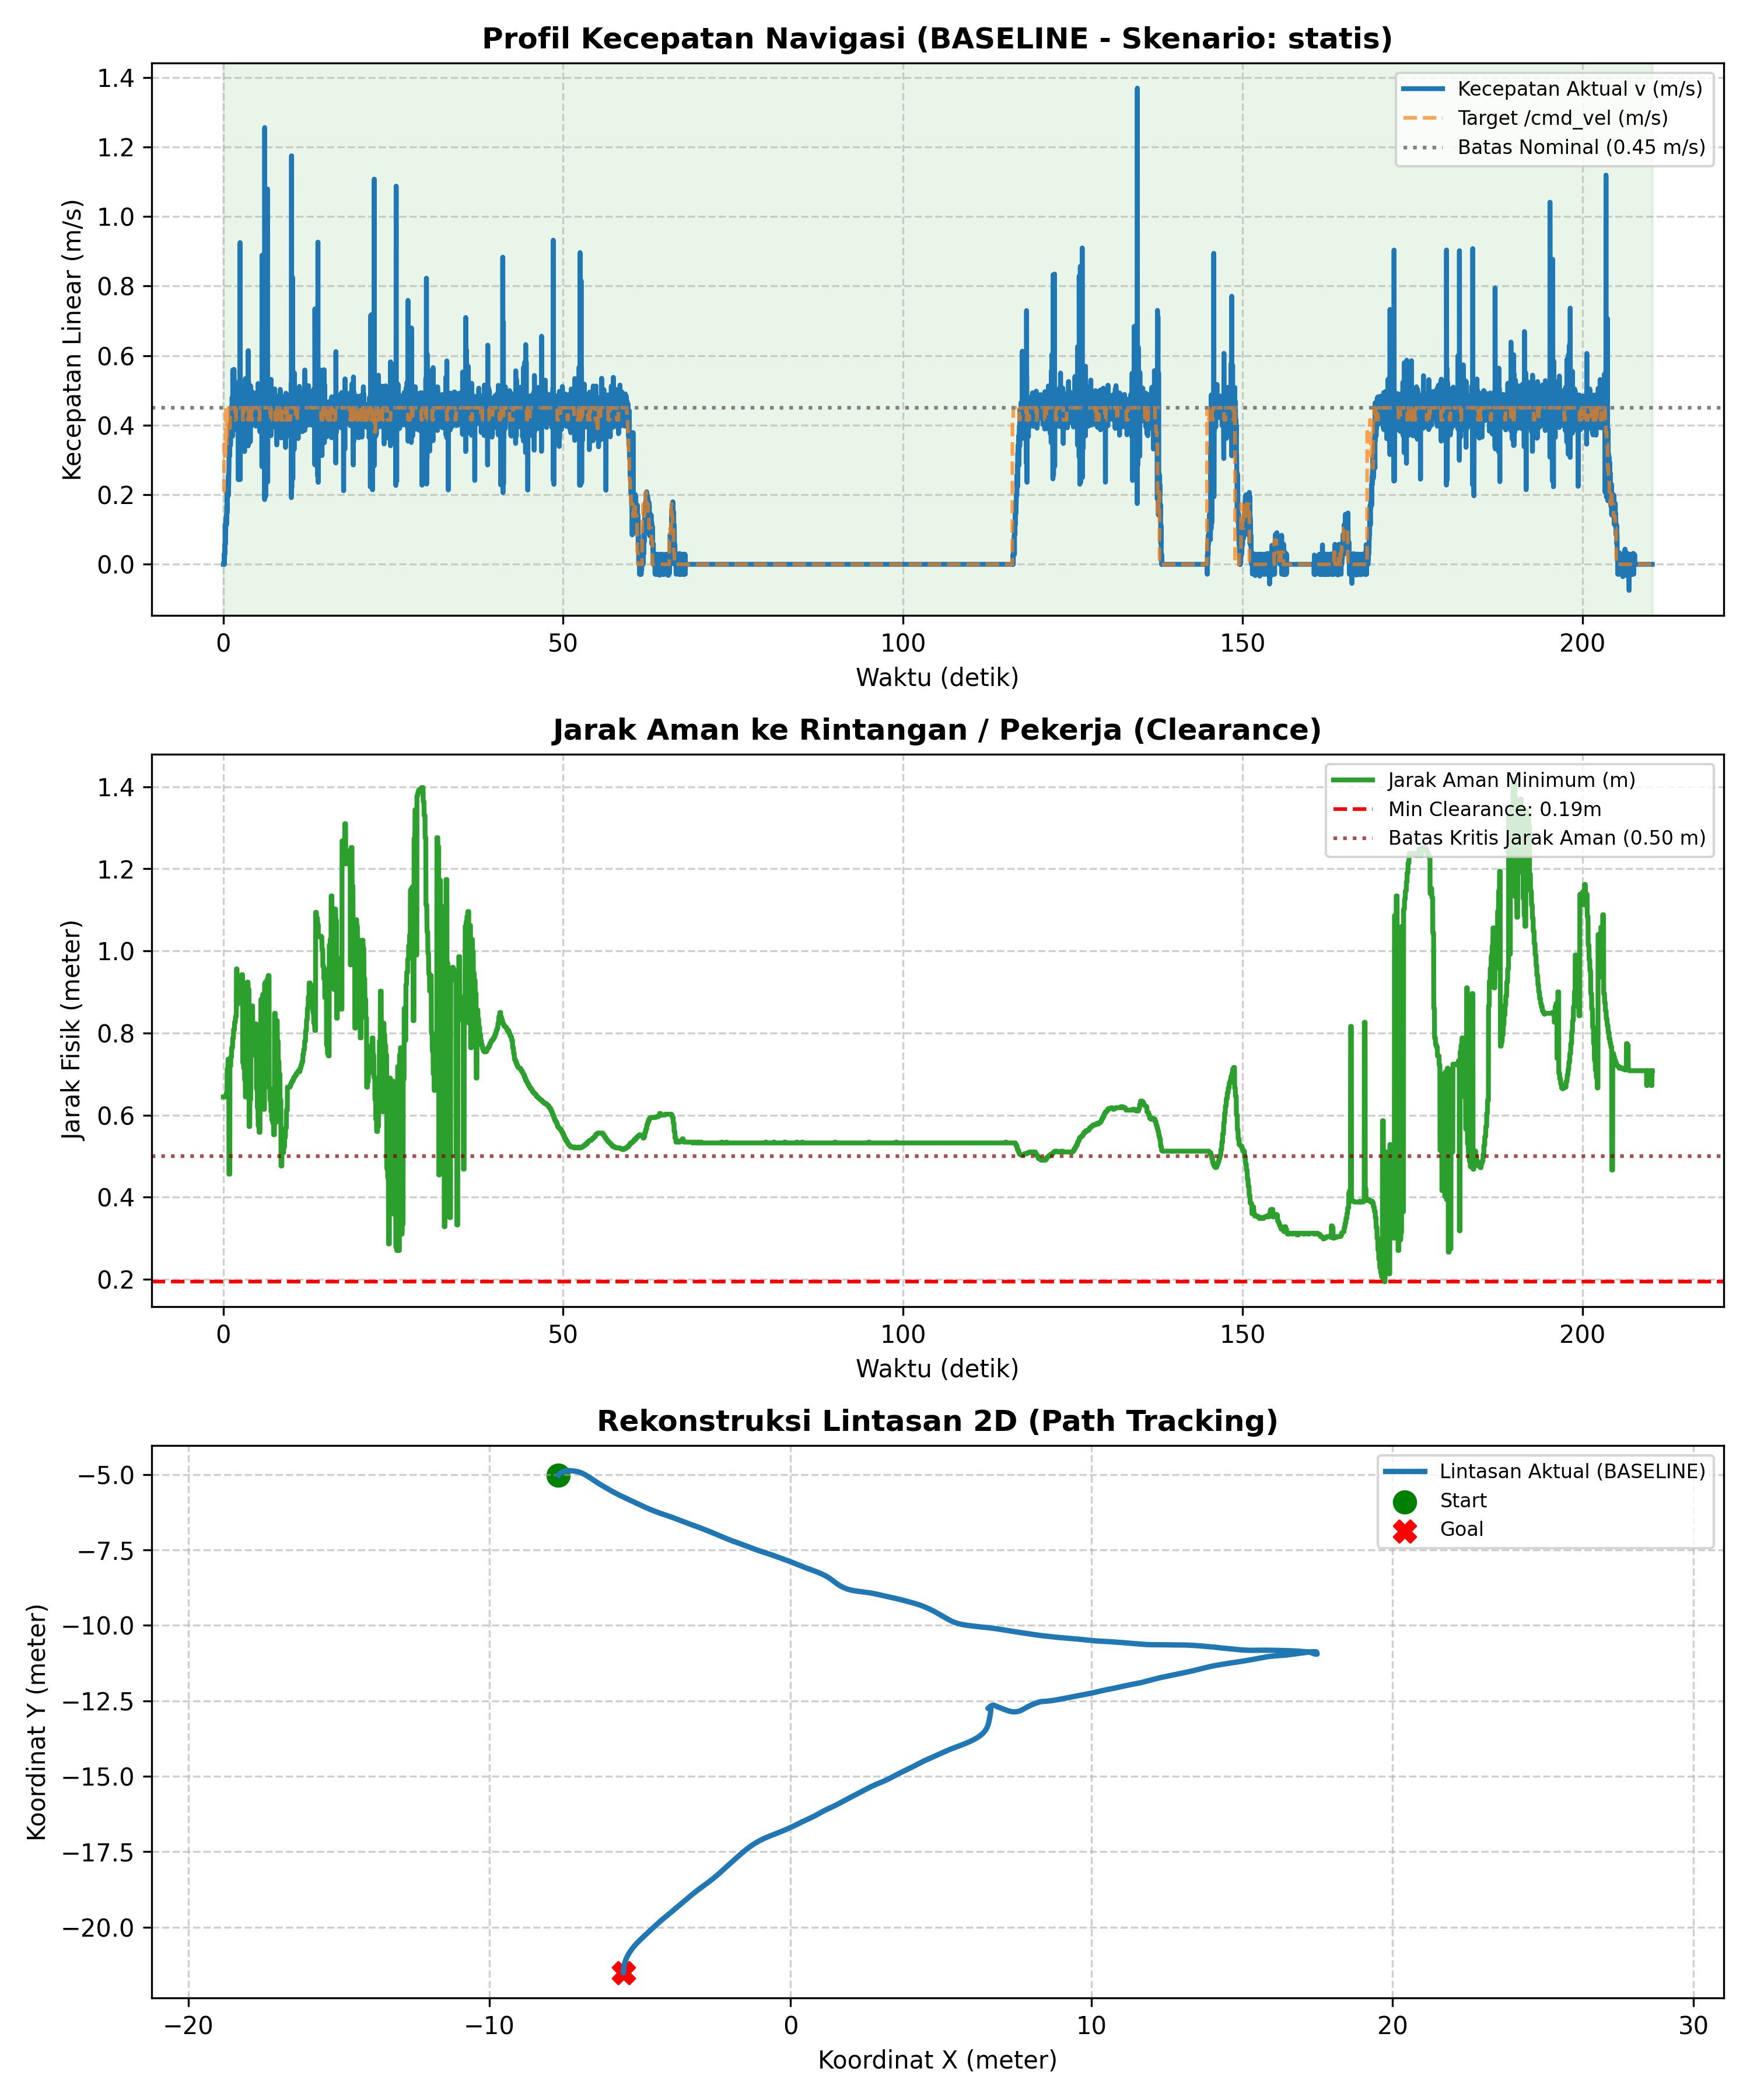 Profil Kecepatan Navigasi (BASELINE - Skenario: statis)
Kecepatan Linear (m/s)
1.4
1.2
1.0
0.8
0.6
0.4
0.2
0.0
Kecepatan Aktual v (m/s)
Target /cmd_vel (m/s)
Batas Nominal (0.45 m/s)
0 50 100 150 200
Waktu (detik)
Jarak Aman ke Rintangan / Pekerja (Clearance)
Jarak Fisik (meter)
1.4
1.2
1.0
0.8
0.6
0.4
0.2
Jarak Aman Minimum (m)
Min Clearance: 0.19m
Batas Kritis Jarak Aman (0.50 m)
0 50 100 150 200
Waktu (detik)
Rekonstruksi Lintasan 2D (Path Tracking)
Koordinat Y (meter)
−5.0
−7.5
−10.0
−12.5
−15.0
−17.5
−20.0
Lintasan Aktual (BASELINE)
Start
Goal
−20 −10 0 10 20 30
Koordinat X (meter)